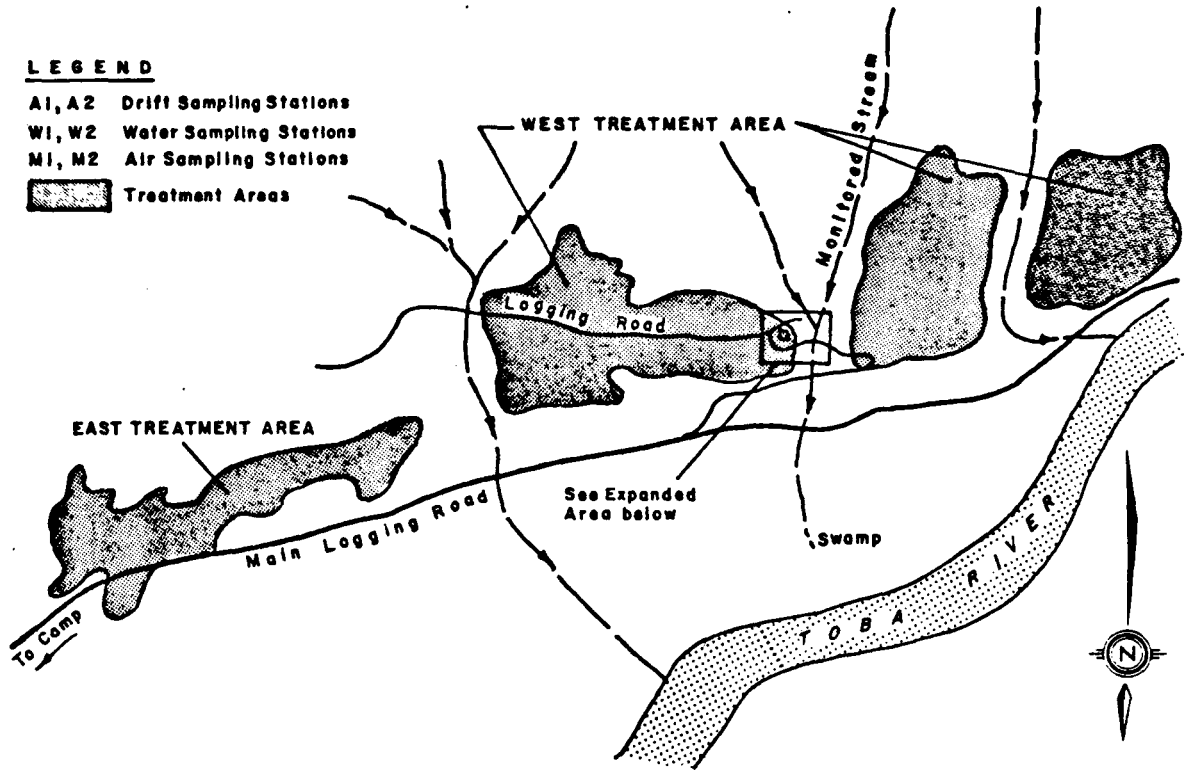 LEGEND
A1, A2 Drift Sampling Stations
W1, W2 Water Sampling Stations
M1, M2 Air Sampling Stations
Treatment Areas
WEST TREATMENT AREA
Monitored Stream
Logging Road
EAST TREATMENT AREA
See Expanded
Area below
Main Logging Road
Swamp
TOBA RIVER
To Camp
N